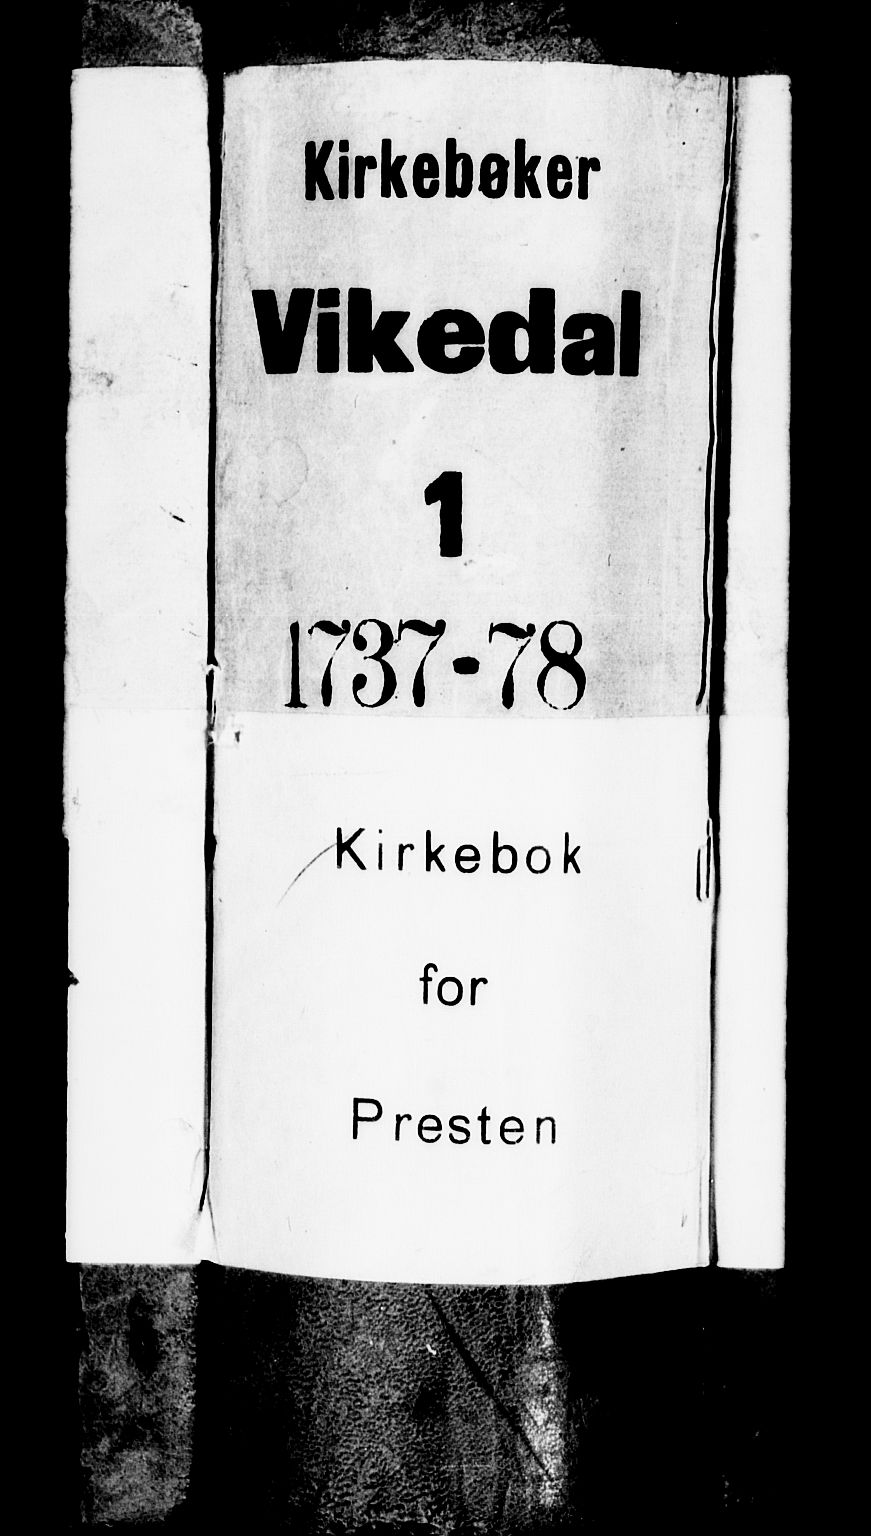 Kirkebøker
Vikedal
1
1737-78
Kirkebok
for
Presten